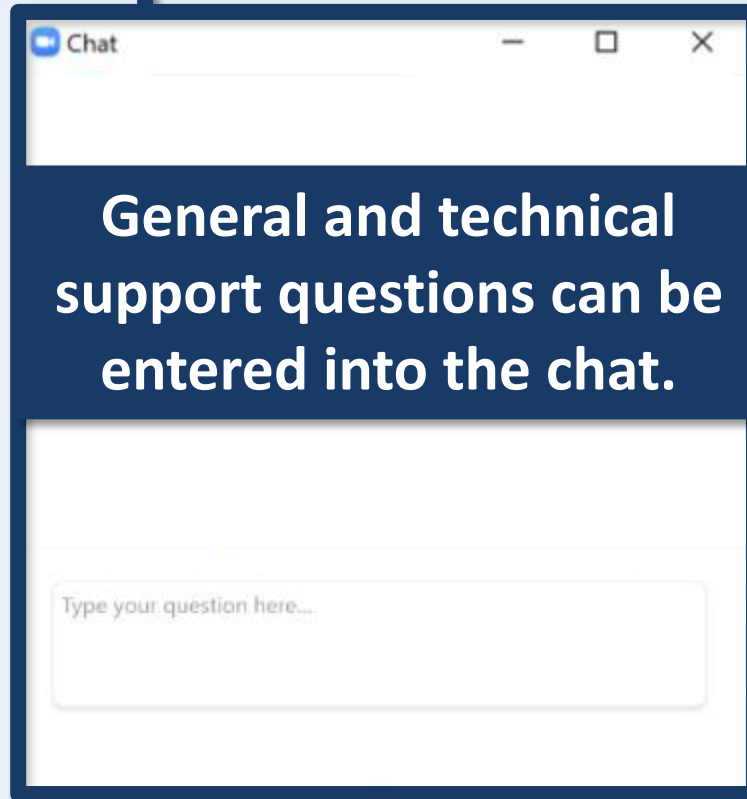 Chat
General and technical
support questions can be
entered into the chat.
Type your question here...